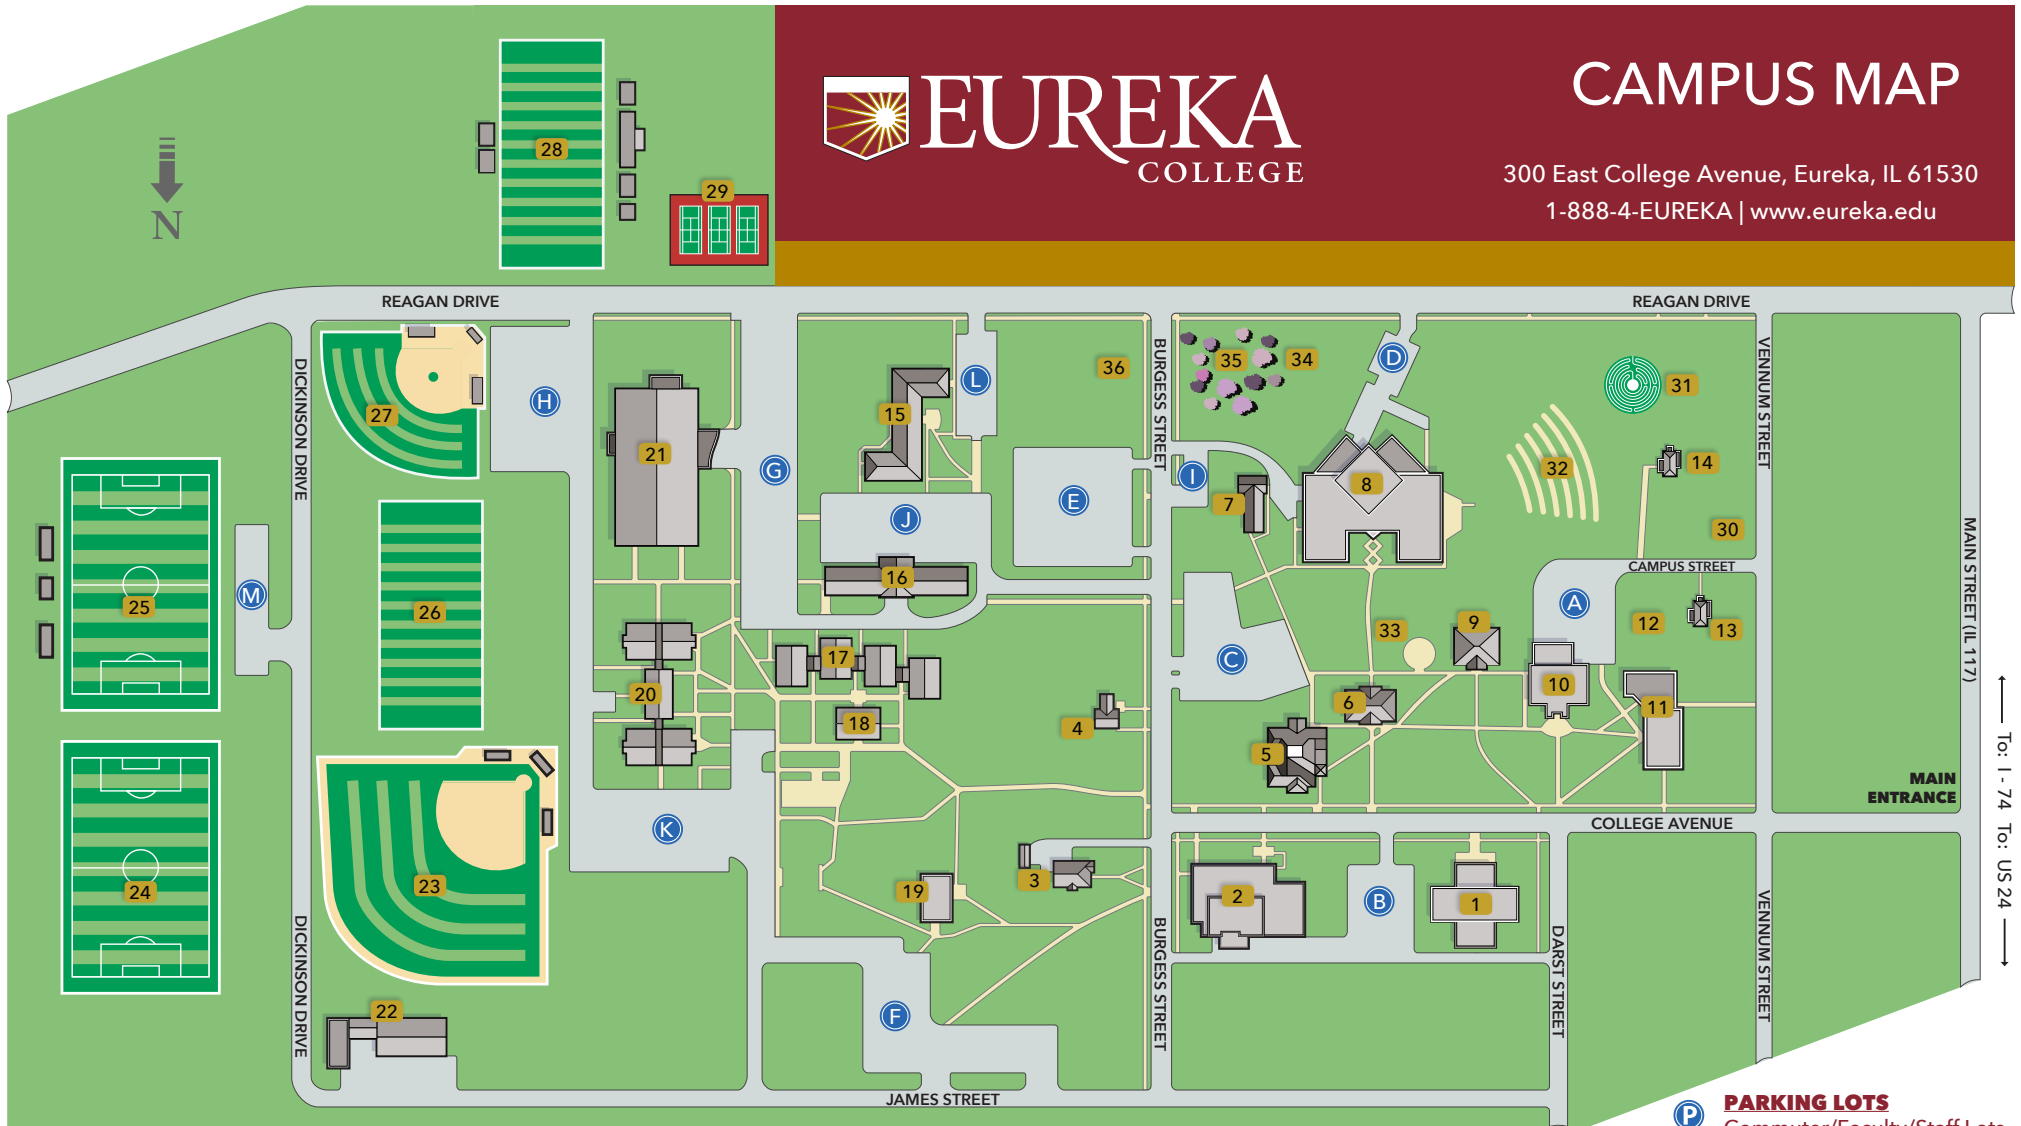 EUREKA
COLLEGE
CAMPUS MAP
300 East College Avenue, Eureka, IL 61530
1-888-4-EUREKA | www.eureka.edu
N
28
29
REAGAN DRIVE
REAGAN DRIVE
DICKINSON DRIVE
BURGESS STREET
VENNUM STREET
35
34
D
36
L
31
H
27
15
21
G
14
32
I
8
7
E
J
30
MAIN STREET (IL 117)
CAMPUS STREET
16
M
25
26
A
12
13
9
33
17
C
20
10
6
11
18
4
5
To: I - 74 To: US 24
MAIN
ENTRANCE
COLLEGE AVENUE
K
3
23
24
19
2
B
1
DICKINSON DRIVE
BURGESS STREET
DARST STREET
VENNUM STREET
22
F
JAMES STREET
P
PARKING LOTS
Commuter/Faculty/Staff Lots